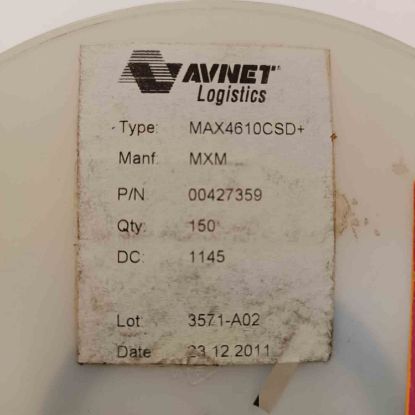 AVNET
Logistics
Type: MAX4610CSD+
Manf: MXM
P/N 00427359
Qty: 150
DC: 1145
Lot: 3571-A02
Date 23.12.2011